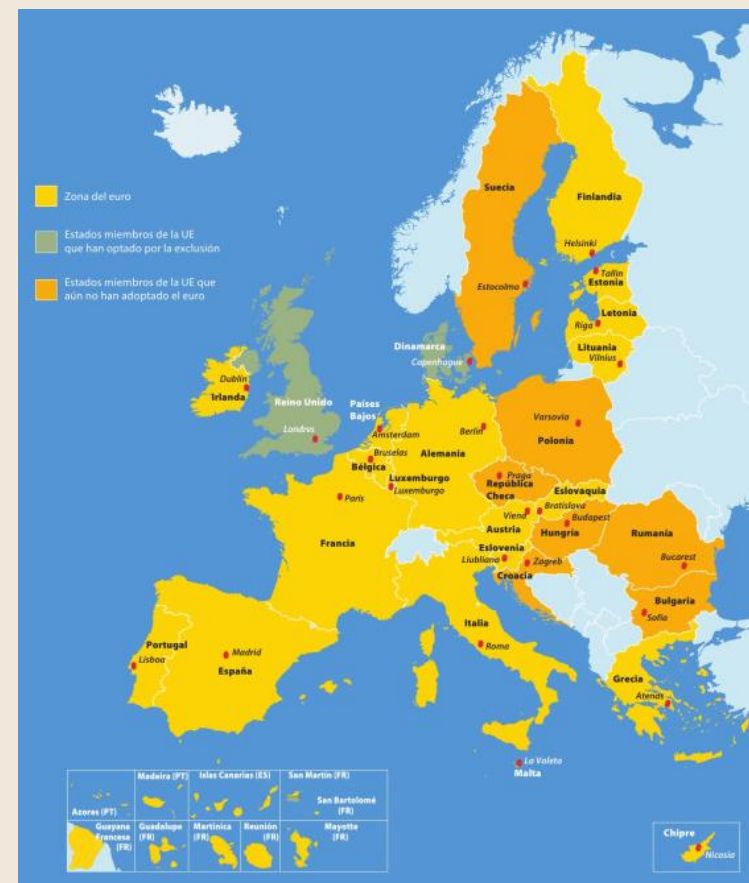 Zona del euro
Estados miembros de la UE
que han optado por la exclusión
Estados miembros de la UE que
aún no han adoptado el euro
Suecia
Finlandia
Helsinki
Estocolmo
Tallin
Estonia
Letonia
Riga
Lituania
Vilnius
Dinamarca
Copenhague
Dublín
Irlanda
Reino Unido
Londres
Países
Bajos
Amsterdam
Berlín
Varsovia
Polonia
Bruselas
Bélgica
Alemania
Luxemburgo
Luxemburgo
Praga
República
Checa
Eslovaquia
París
Viena
Bratislava
Budapest
Austria
Hungría
Rumanía
Francia
Eslovenia
Liubliana
Zagreb
Croacia
Bucarest
Bulgaria
Sofía
Italia
Roma
Portugal
Lisboa
Madrid
España
Grecia
Atenas
La Valeta
Malta
Azores (PT)
Madeira (PT)
Islas Canarias (ES)
San Martín (FR)
San Bartolomé
(FR)
Guayana
Francesa
(FR)
Guadalupe
(FR)
Martinica
(FR)
Reunión
(FR)
Mayotte
(FR)
Chipre
Nicosia